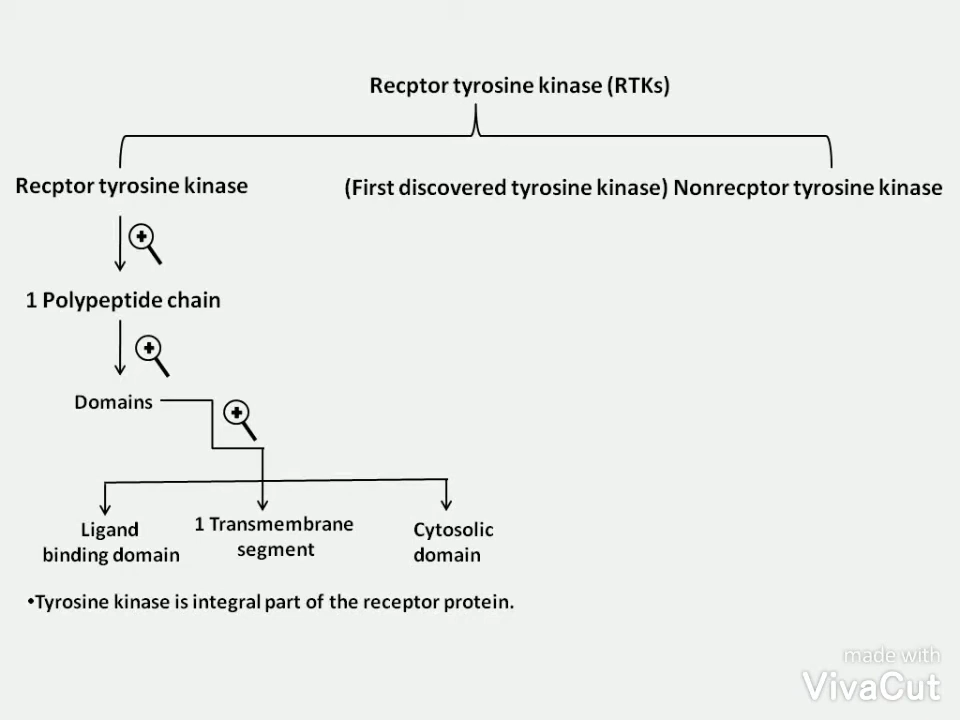 Recptor tyrosine kinase (RTKs)
Recptor tyrosine kinase
(First discovered tyrosine kinase) Nonrecptor tyrosine kinase
1 Polypeptide chain
Domains
Ligand
binding domain
1 Transmembrane
segment
Cytosolic
domain
•Tyrosine kinase is integral part of the receptor protein.
made with
VivaCut